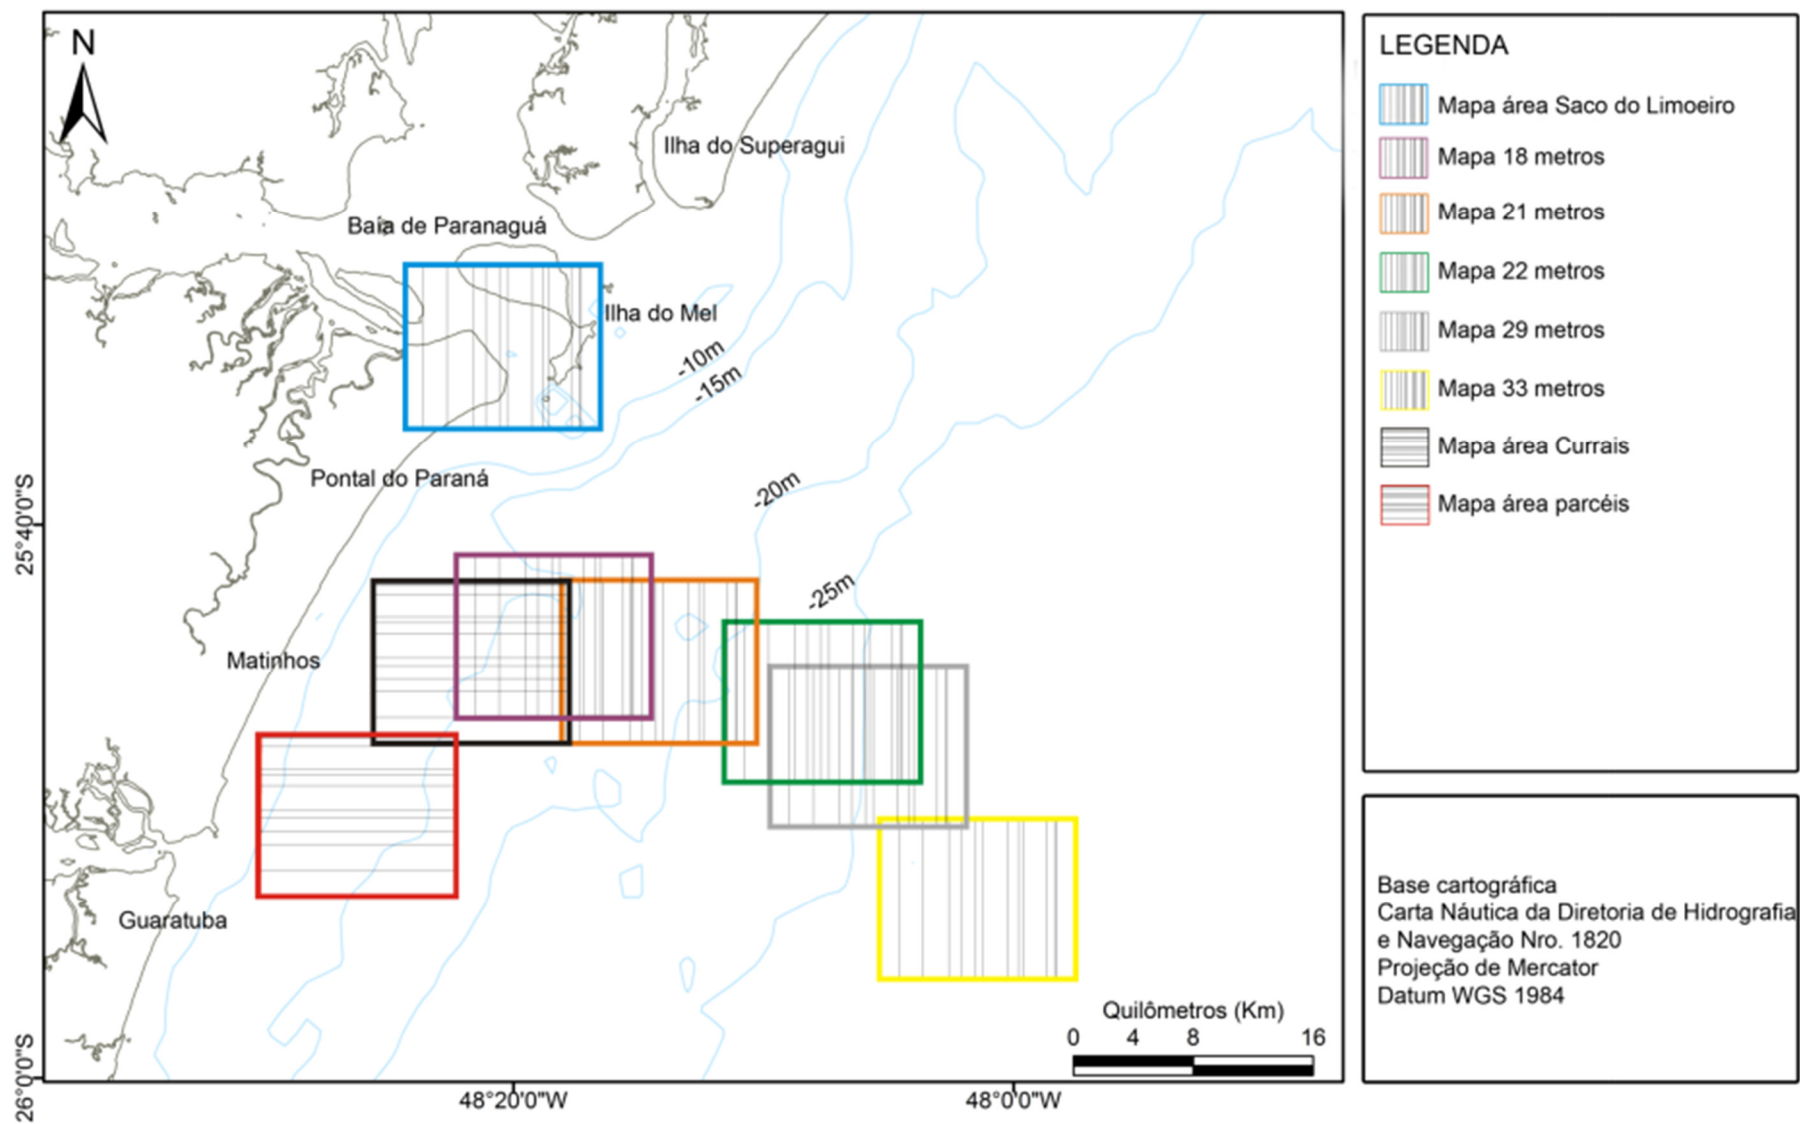 N
Ilha do Superagui
Baía de Paranaguá
Ilha do Mel
-10m
-15m
Pontal do Paraná
-20m
25°40'0"S
-25m
Matinhos
Guaratuba
Quilômetros (Km)
0 4 8 16
26°0'0"S
48°20'0"W 48°0'0"W
LEGENDA
Mapa área Saco do Limoeiro
Mapa 18 metros
Mapa 21 metros
Mapa 22 metros
Mapa 29 metros
Mapa 33 metros
Mapa área Currais
Mapa área parcéis
Base cartográfica
Carta Náutica da Diretoria de Hidrografia
e Navegação Nro. 1820
Projeção de Mercator
Datum WGS 1984